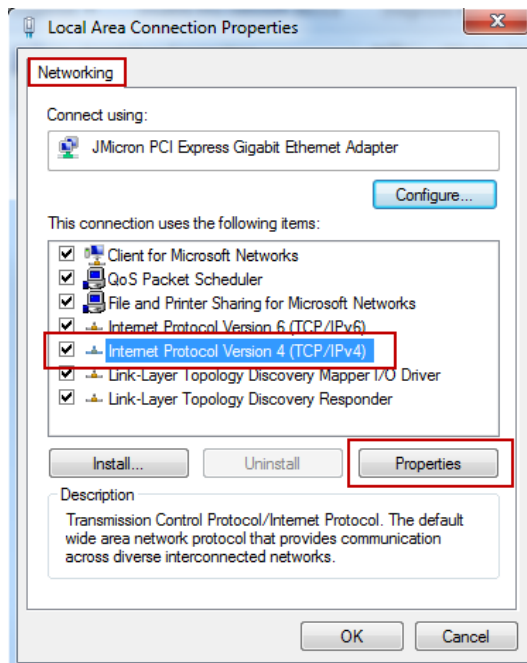 Local Area Connection Properties
Networking
Connect using:
JMicron PCI Express Gigabit Ethernet Adapter
Configure...
This connection uses the following items:
Client for Microsoft Networks
QoS Packet Scheduler
File and Printer Sharing for Microsoft Networks
Internet Protocol Version 6 (TCP/IPv6)
Internet Protocol Version 4 (TCP/IPv4)
Link-Layer Topology Discovery Mapper I/O Driver
Link-Layer Topology Discovery Responder
Install... Uninstall Properties
Description
Transmission Control Protocol/Internet Protocol. The default
wide area network protocol that provides communication
across diverse interconnected networks.
OK Cancel